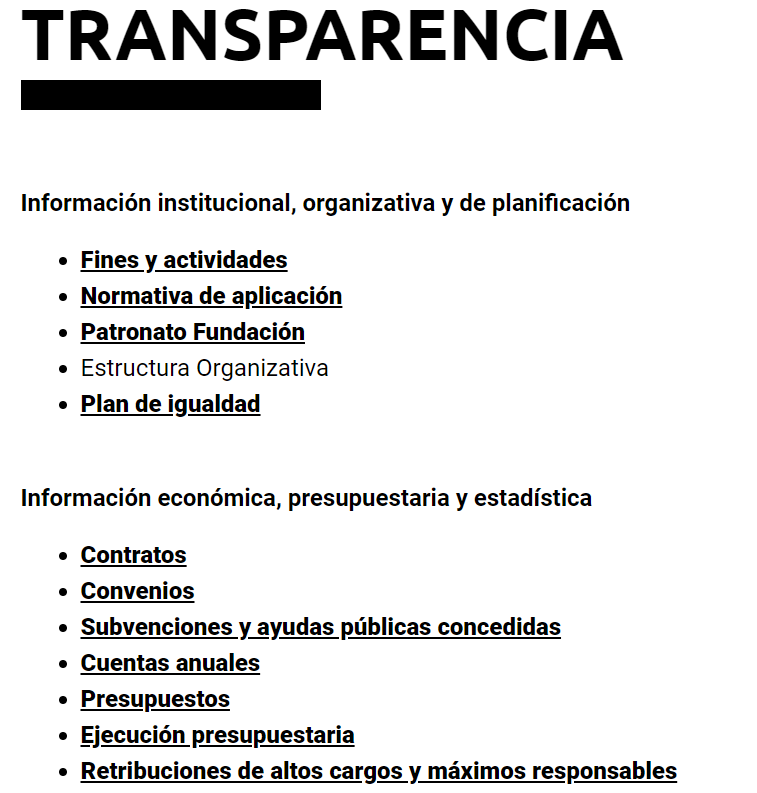 TRANSPARENCIA
Información institucional, organizativa y de planificación
Fines y actividades
Normativa de aplicación
Patronato Fundación
Estructura Organizativa
Plan de igualdad
Información económica, presupuestaria y estadística
Contratos
Convenios
Subvenciones y ayudas públicas concedidas
Cuentas anuales
Presupuestos
Ejecución presupuestaria
Retribuciones de altos cargos y máximos responsables